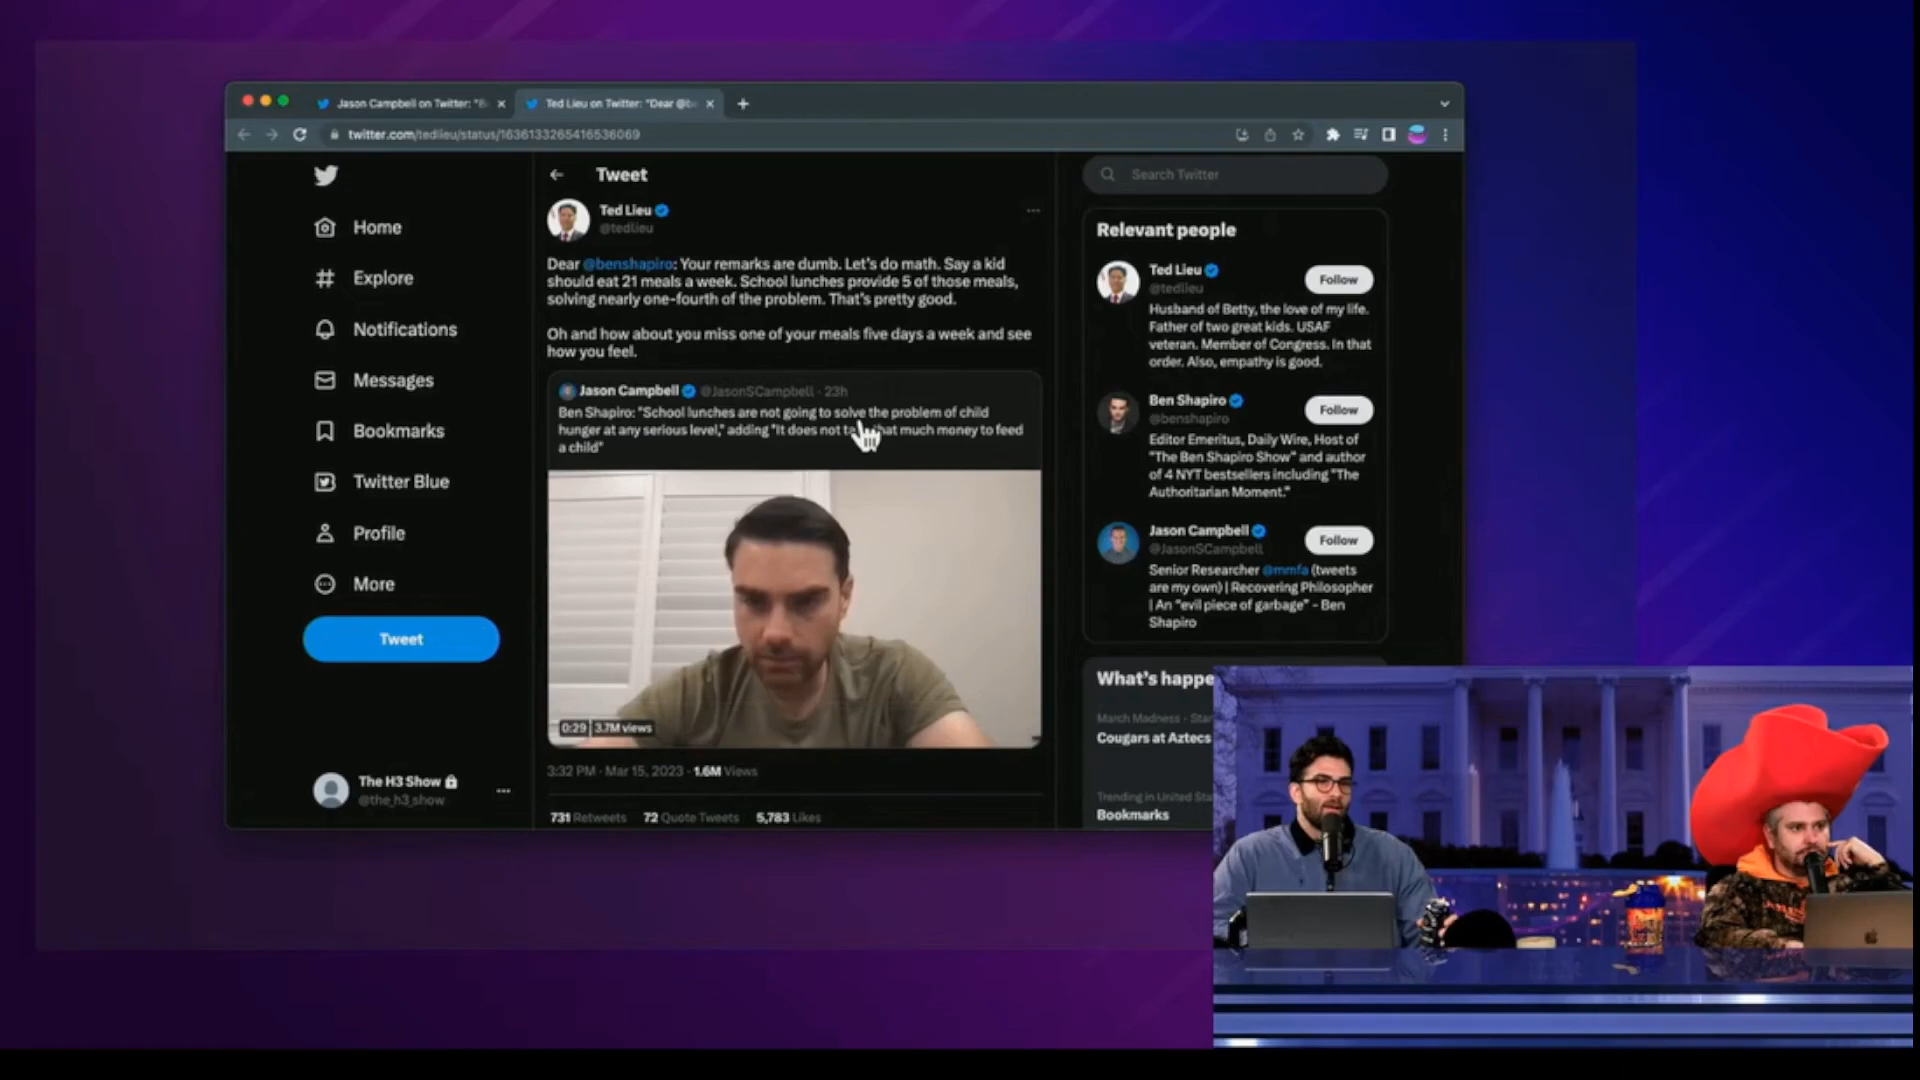 Jason Campbell on Twitter: "B
Ted Lieu on Twitter: "Dear @b
twitter.com/tedlieu/status/1636133265416536069
Home
Explore
Notifications
Messages
Bookmarks
Twitter Blue
Profile
More
Tweet
The H3 Show
@the_h3_show
Tweet
Ted Lieu
@tedlieu
Dear @benshapiro: Your remarks are dumb. Let's do math. Say a kid
should eat 21 meals a week. School lunches provide 5 of those meals,
solving nearly one-fourth of the problem. That's pretty good.
Oh and how about you miss one of your meals five days a week and see
how you feel.
Jason Campbell @JasonSCampbell · 23h
Ben Shapiro: "School lunches are not going to solve the problem of child
hunger at any serious level," adding "It does not ta hat much money to feed
a child"
0:29 3.7M views
3:32 PM · Mar 15, 2023 · 1.6M Views
731 Retweets 72 Quote Tweets 5,783 Likes
Search Twitter
Relevant people
Ted Lieu
@tedlieu
Follow
Husband of Betty, the love of my life.
Father of two great kids. USAF
veteran. Member of Congress. In that
order. Also, empathy is good.
Ben Shapiro
@benshapiro
Follow
Editor Emeritus, Daily Wire, Host of
"The Ben Shapiro Show" and author
of 4 NYT bestsellers including "The
Authoritarian Moment."
Jason Campbell
@JasonSCampbell
Follow
Senior Researcher @mmfa (tweets
are my own) | Recovering Philosopher
| An "evil piece of garbage" - Ben
Shapiro
What's happe
March Madness · Star
Cougars at Aztecs
Trending in United Sta
Bookmarks